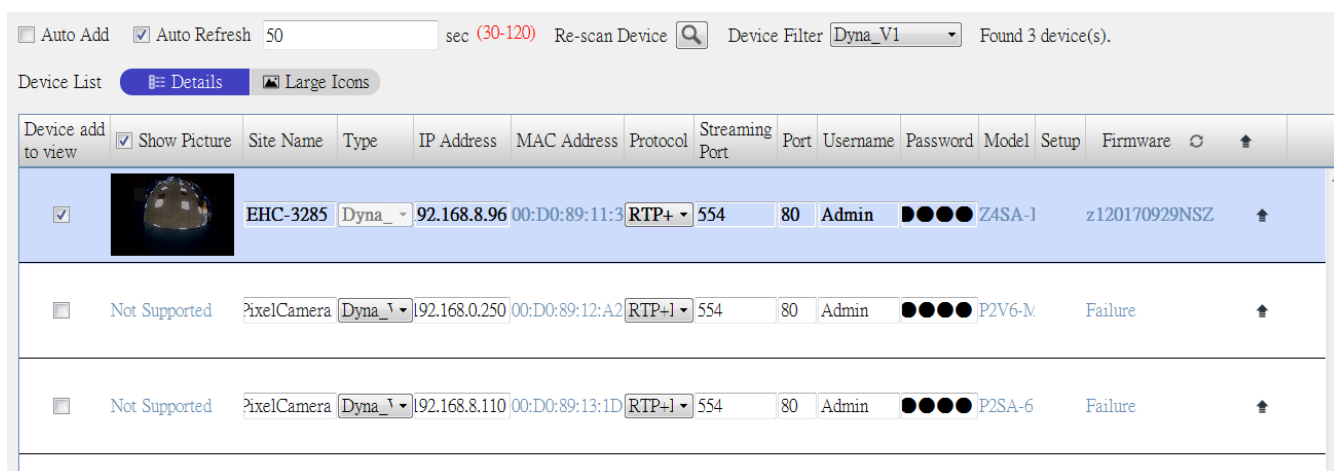 Auto Add Auto Refresh 50 sec (30-120) Re-scan Device Device Filter Dyna_V1 Found 3 device(s).
Device List Details Large Icons
Device add to view Show Picture Site Name Type IP Address MAC Address Protocol Streaming Port Port Username Password Model Setup Firmware
EHC-3285 Dyna_ .92.168.8.96 00:D0:89:11:3 RTP+ 554 80 Admin Z4SA- z120170929NSZ
Not Supported PixelCamera Dyna_V 192.168.0.250 00:D0:89:12:A2 RTP+ 554 80 Admin P2V6-M Failure
Not Supported PixelCamera Dyna_V 192.168.8.110 00:D0:89:13:1D RTP+ 554 80 Admin P2SA-6 Failure